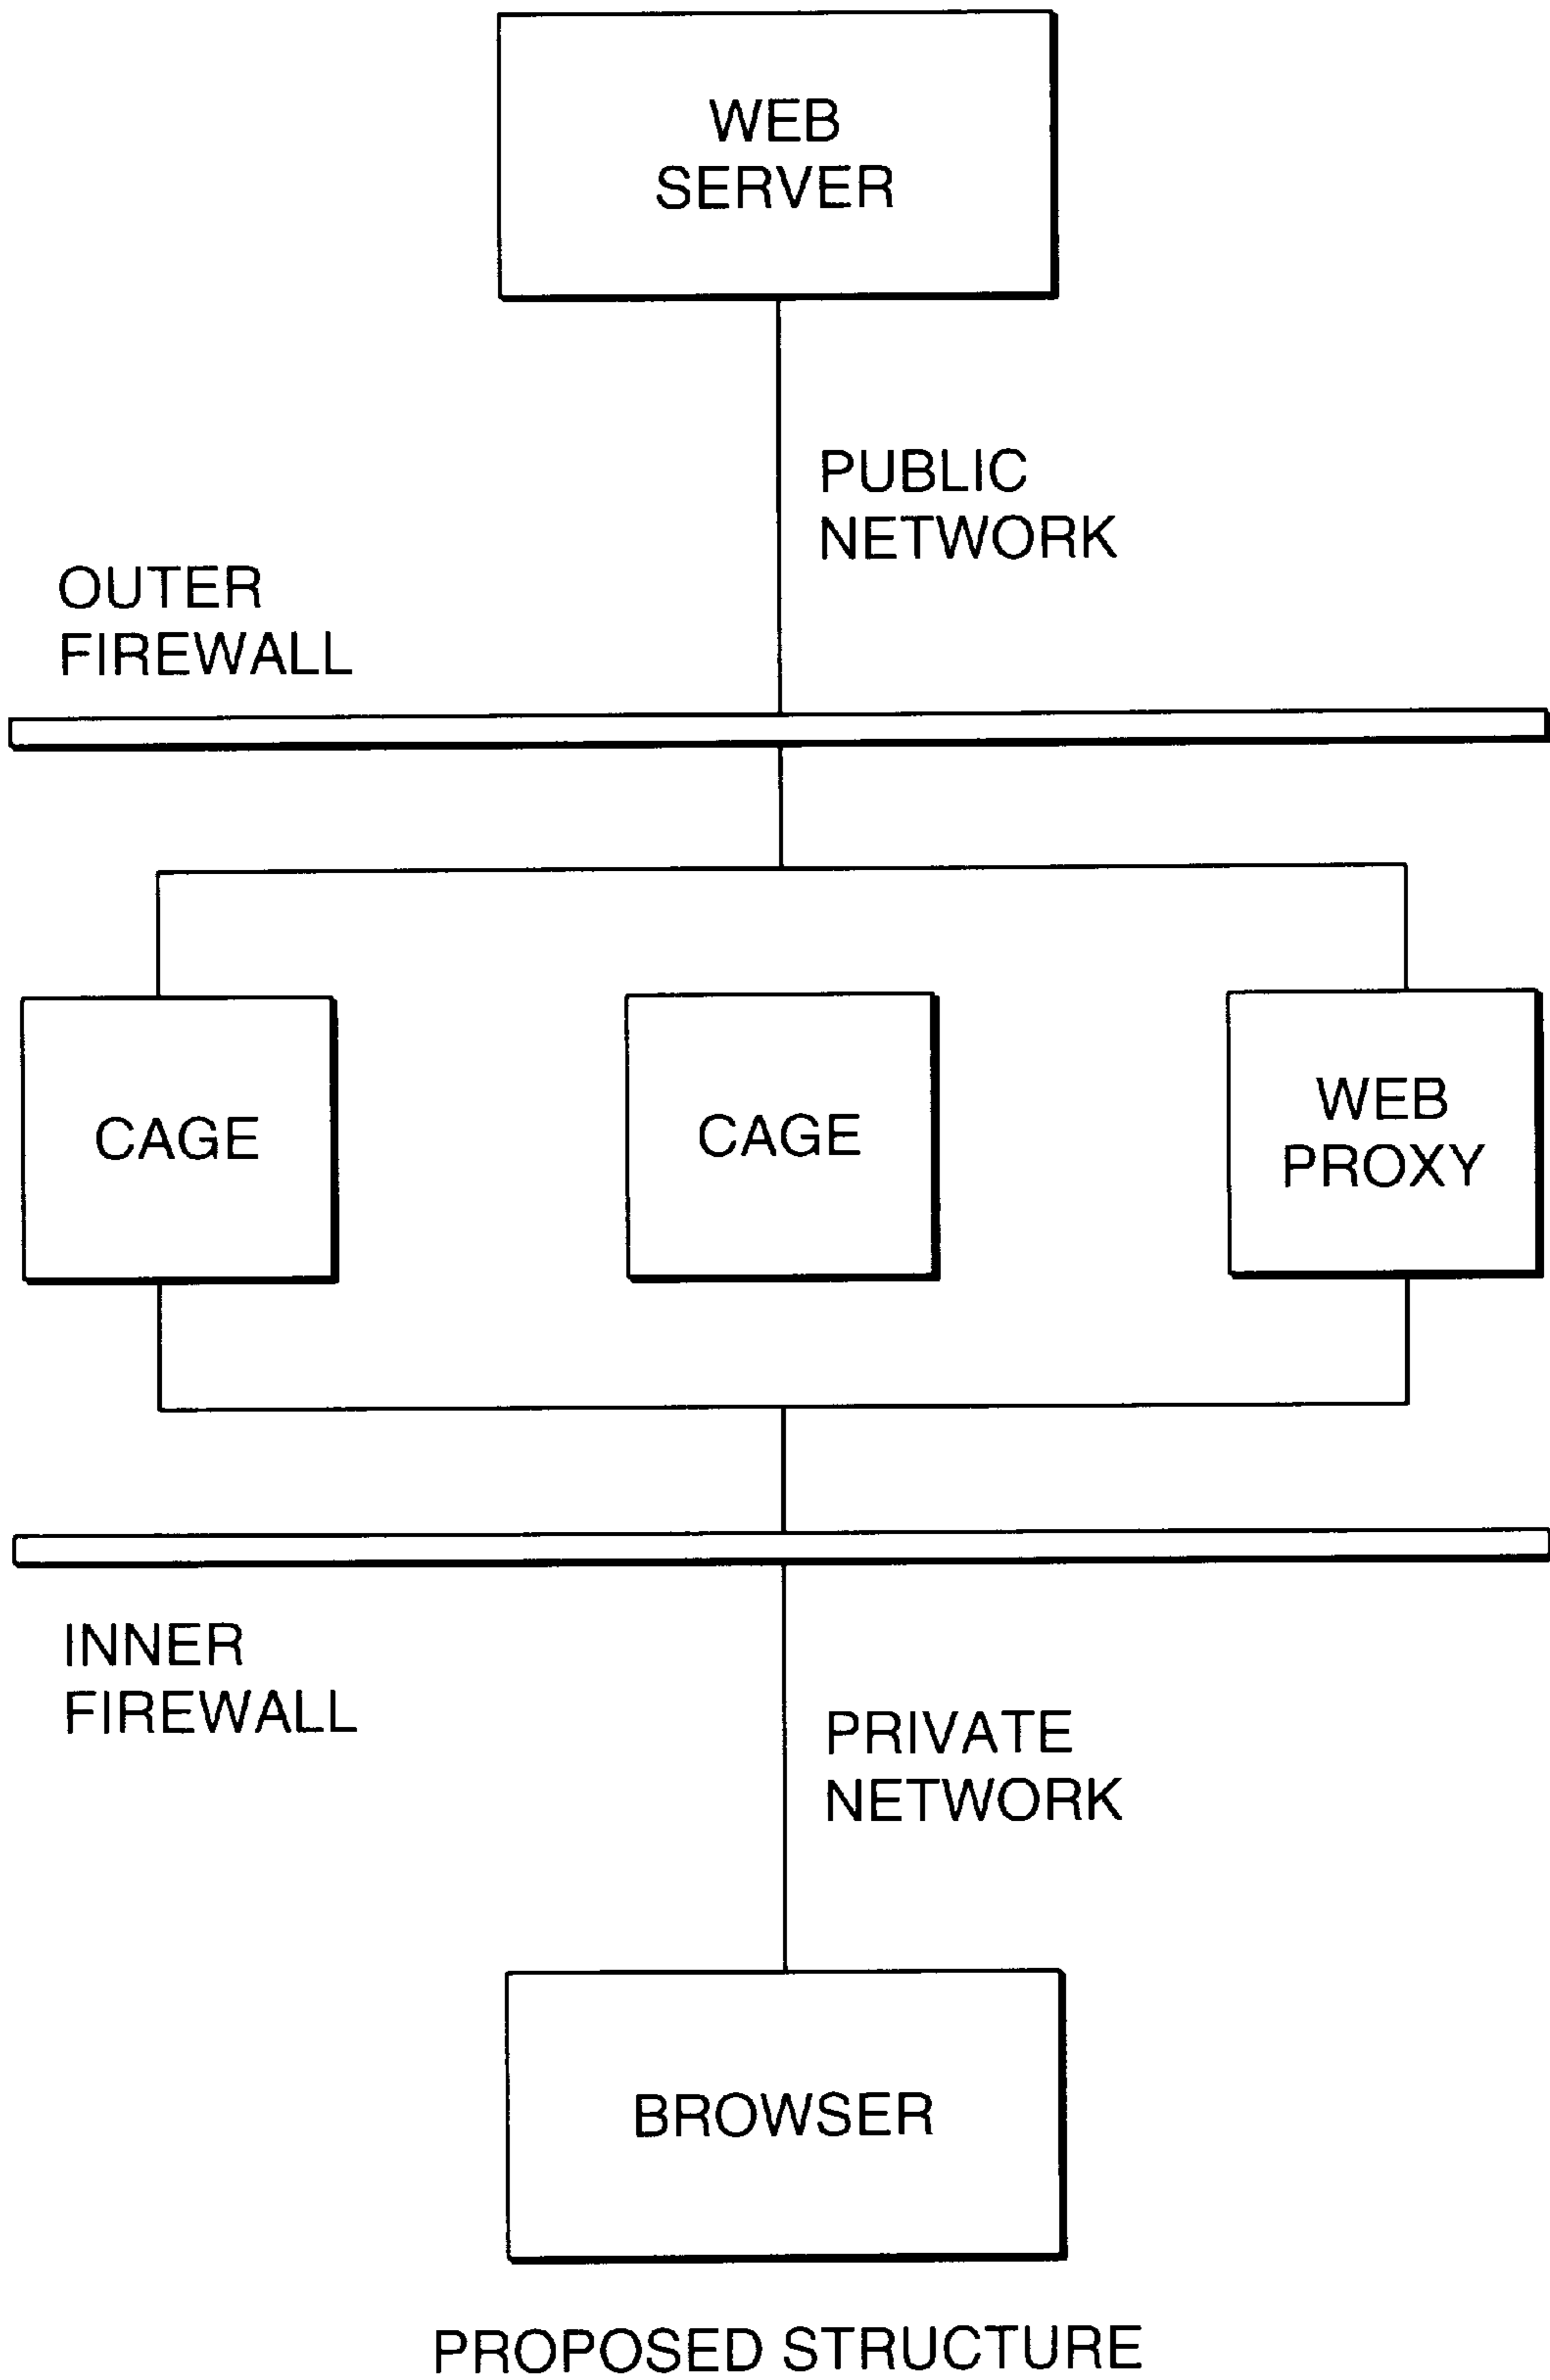 WEB
SERVER
PUBLIC
NETWORK
OUTER
FIREWALL
CAGE
CAGE
WEB
PROXY
INNER
FIREWALL
PRIVATE
NETWORK
BROWSER
PROPOSED STRUCTURE